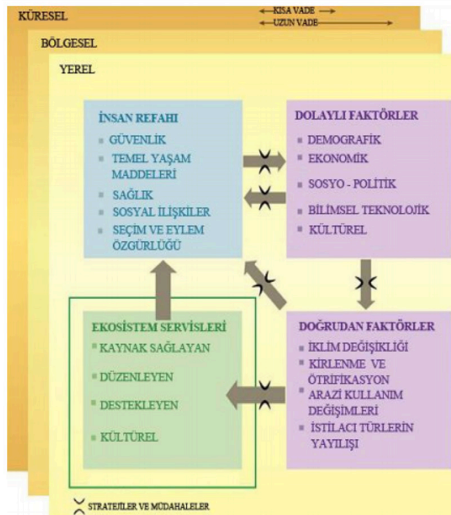 KÜRESEL
KISA VADE
UZUN VADE
BÖLGESEL
YEREL
İNSAN REFAHI
GÜVENLİK
TEMEL YAŞAM
MADDELERİ
SAĞLIK
SOSYAL İLİŞKİLER
SEÇİM VE EYLEM
ÖZGÜRLÜĞÜ
DOLAYLI FAKTÖRLER
DEMOGRAFİK
EKONOMİK
SOSYO - POLİTİK
BİLİMSEL TEKNOLOJİK
KÜLTÜREL
EKOSİSTEM SERVİSLERİ
KAYNAK SAĞLAYAN
DÜZENLEYEN
DESTEKLEYEN
KÜLTÜREL
DOĞRUDAN FAKTÖRLER
İKLİM DEĞİŞİKLİĞİ
KİRLENME VE
ÖTRİFİKASYON
ARAZİ KULLANIM
DEĞİŞİMLERİ
İSTİLACI TÜRLERİN
YAYILIŞI
STRATEJİLER VE MÜDAHALELER